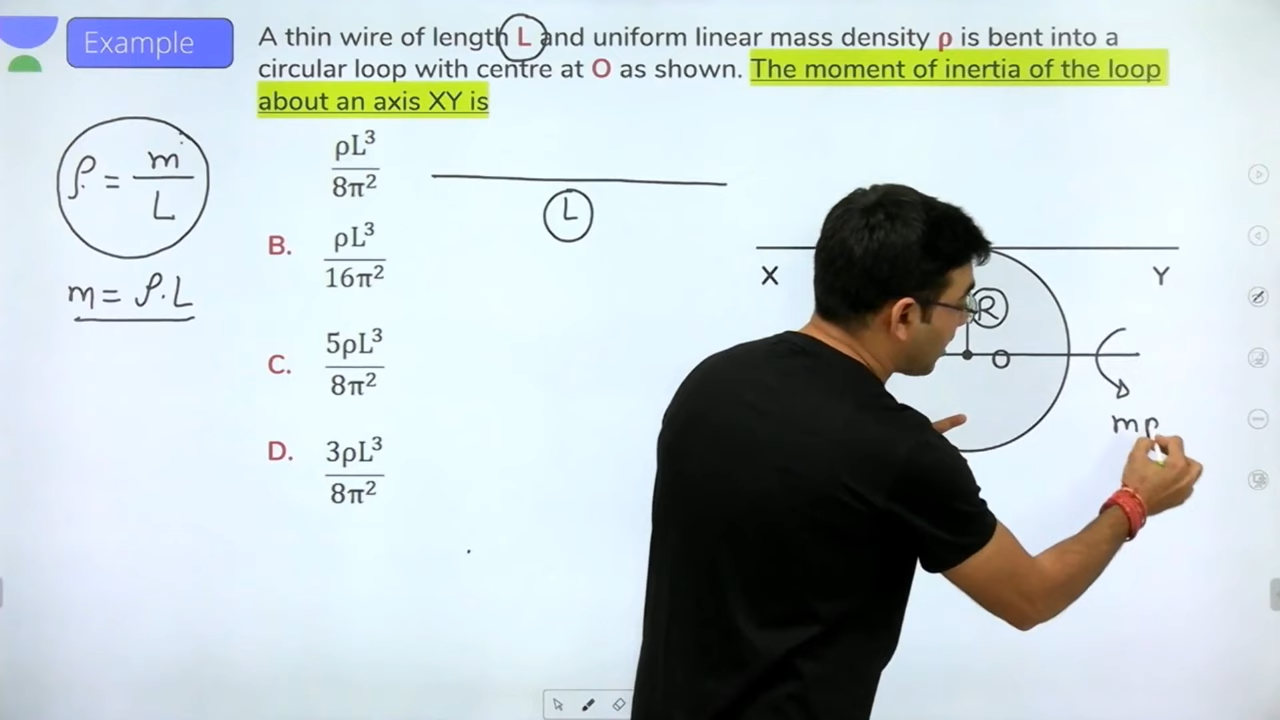 Example
A thin wire of length L and uniform linear mass density ρ is bent into a
circular loop with centre at O as shown. The moment of inertia of the loop
about an axis XY is
ρ = m/L
m = ρ.L
ρL³/8π²
B. ρL³/16π²
C. 5ρL³/8π²
D. 3ρL³/8π²
L
X Y
R
O
m